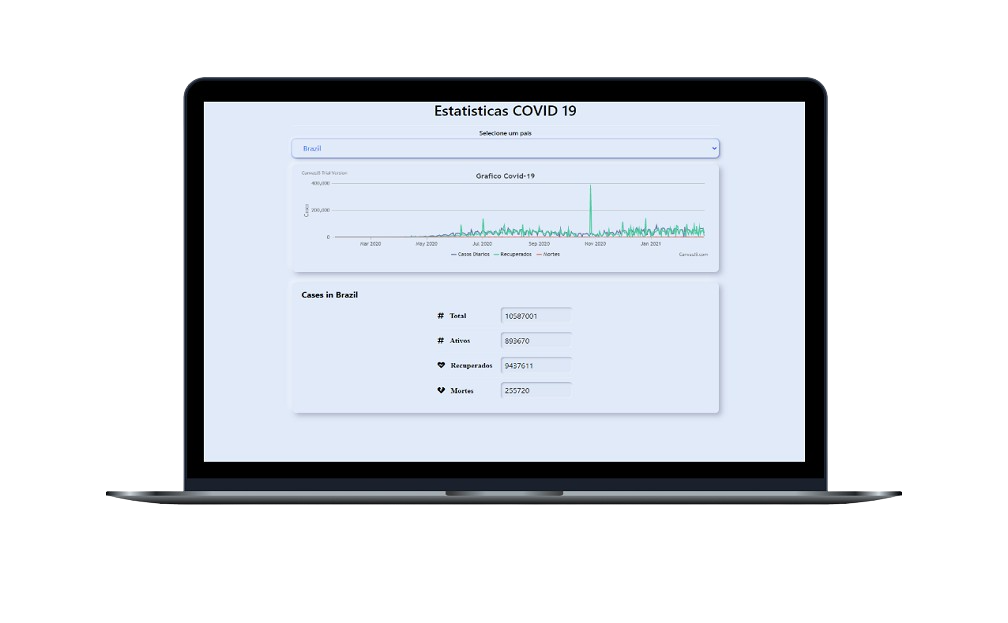 Estatisticas COVID 19
Selecione um país
Brazil
CanvasJS Trial Version
Grafico Covid-19
400,000
Casos
200,000
0
Mar 2020 May 2020 Jul 2020 Sep 2020 Nov 2020 Jan 2021
Casos Diarios Recuperados Mortes
CanvasJS.com
Cases in Brazil
# Total 10587001
# Ativos 893670
Recuperados 9437611
Mortes 255720